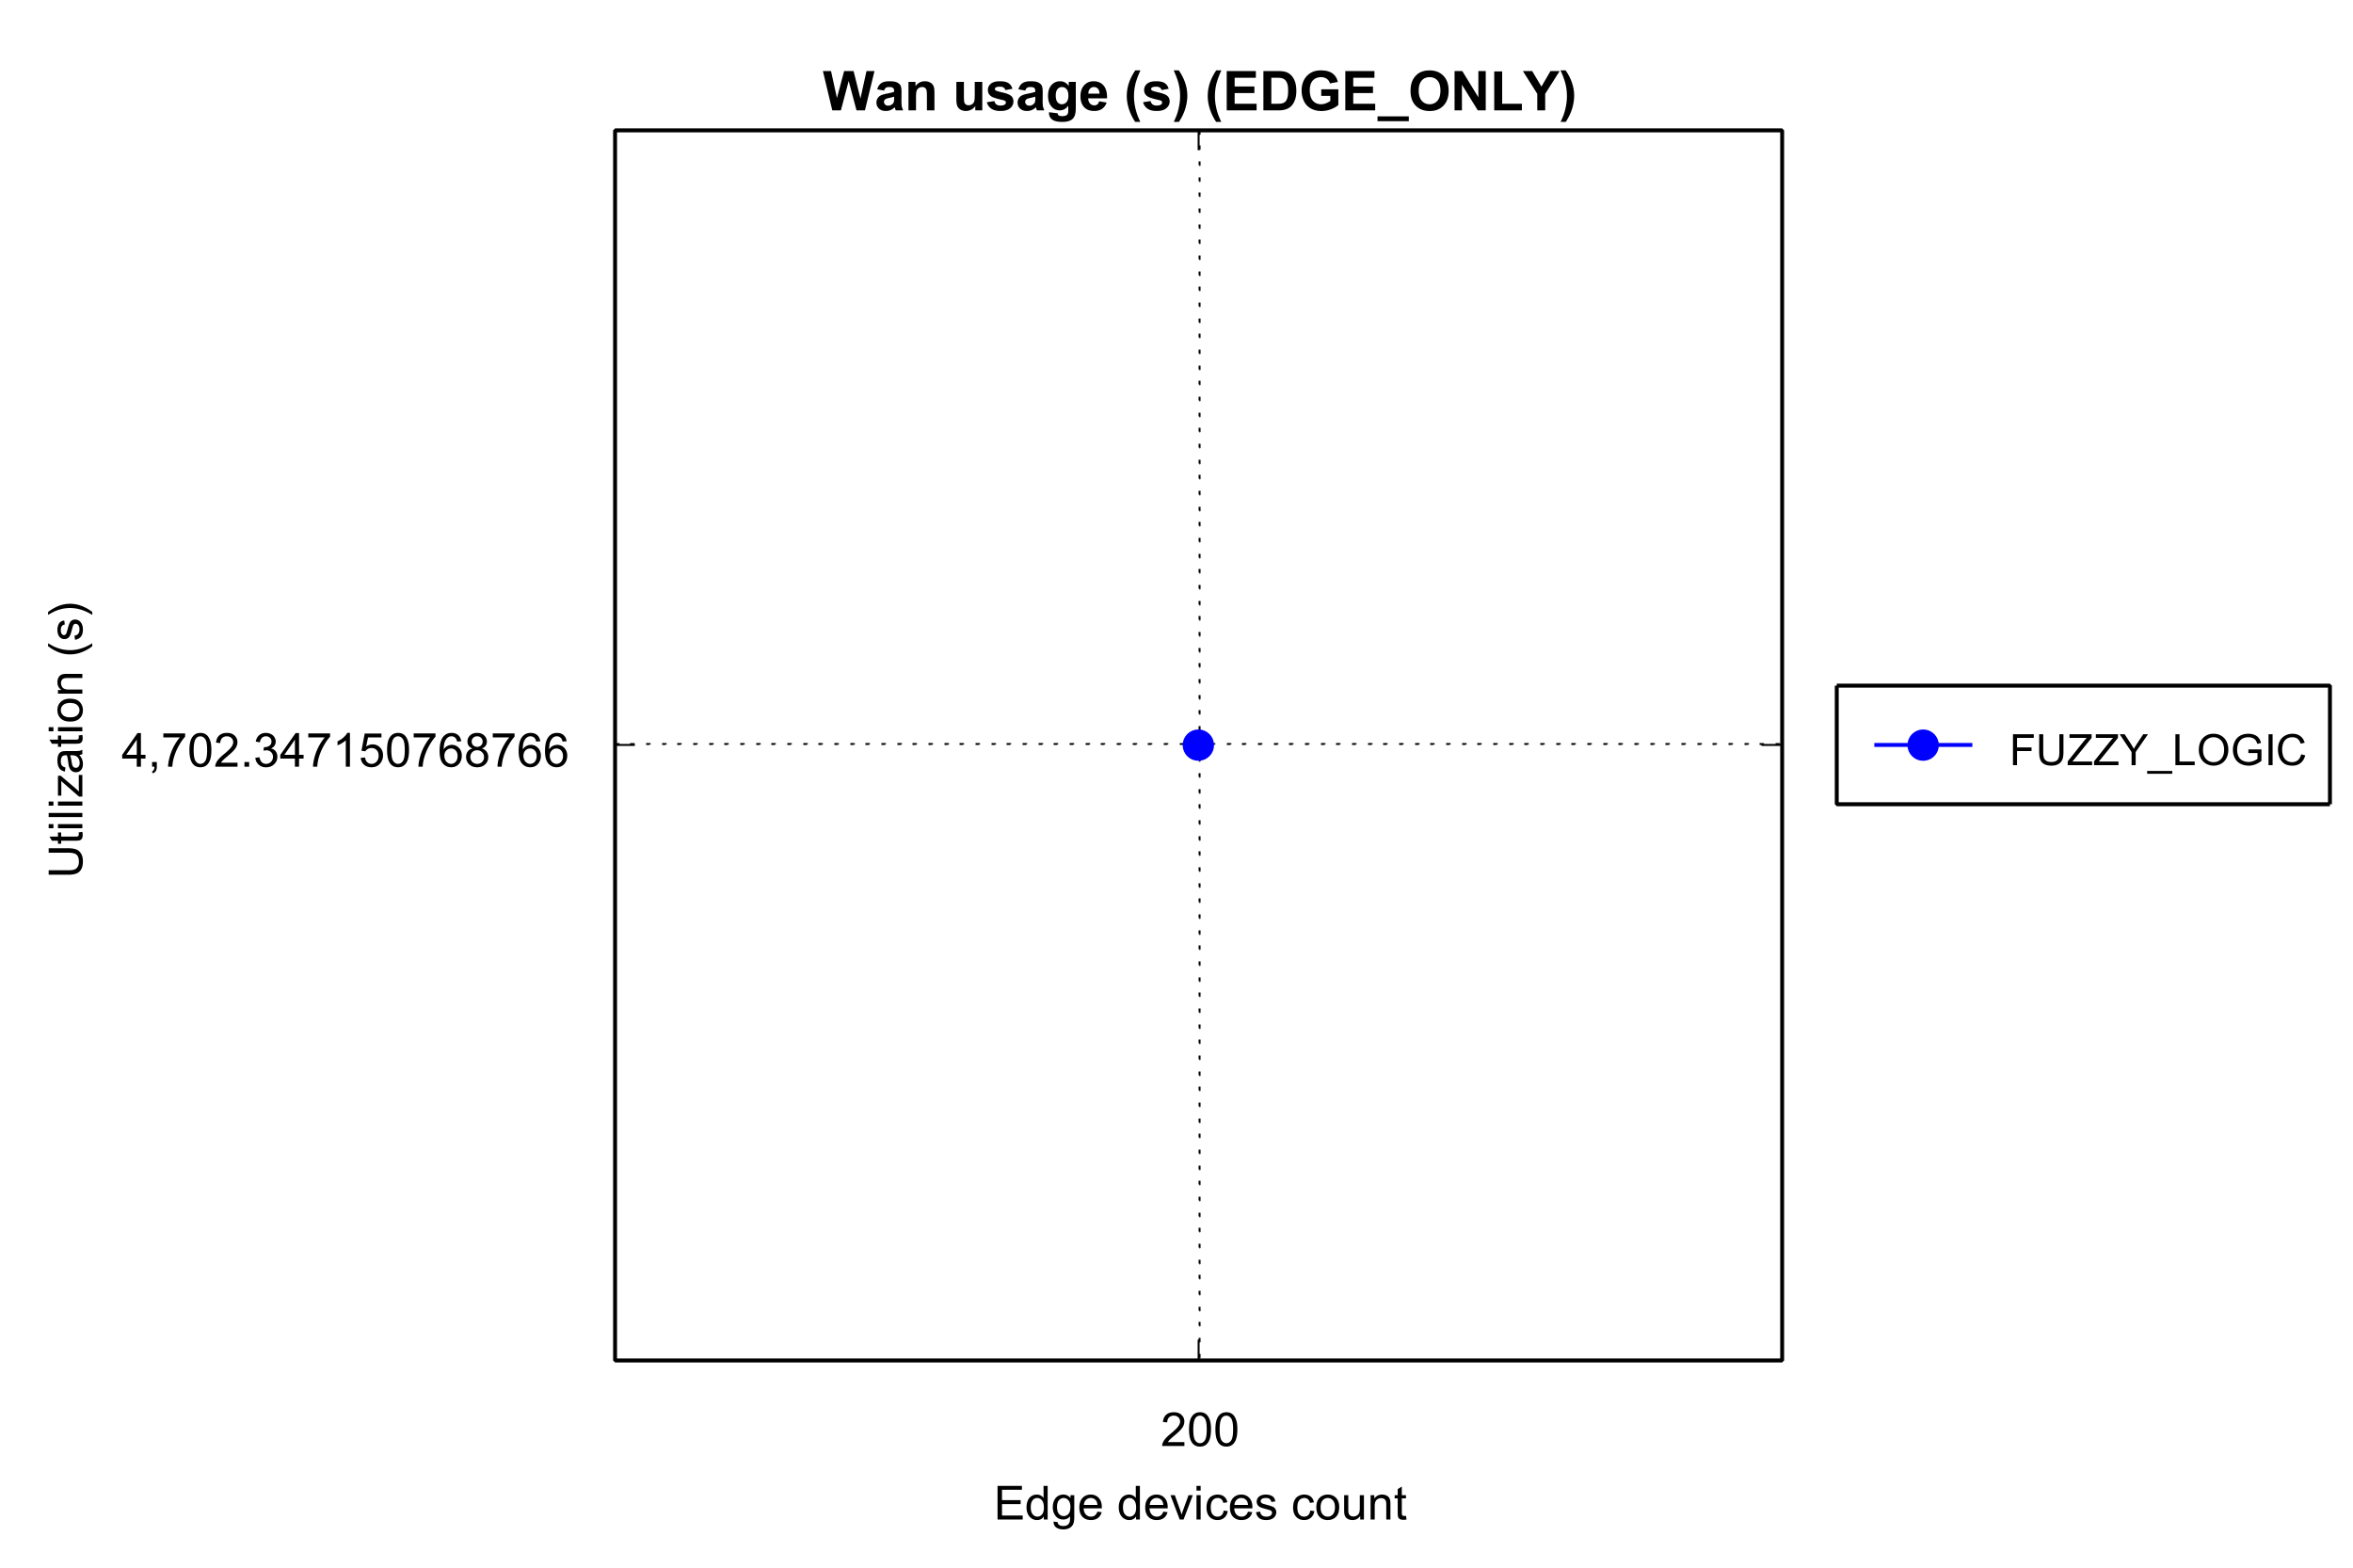 Wan usage (s) (EDGE_ONLY)
Utilization (s)
4,702.347150768766
FUZZY_LOGIC
200
Edge devices count